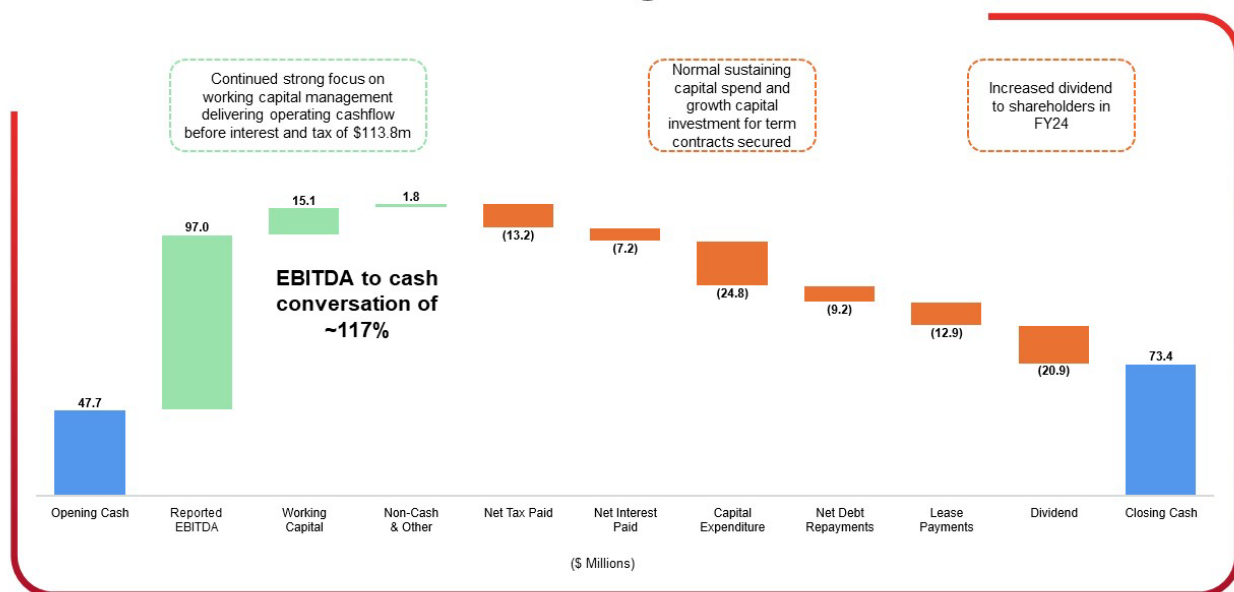 Continued strong focus on
working capital management
delivering operating cashflow
before interest and tax of $113.8m
Normal sustaining
capital spend and
growth capital
investment for term
contracts secured
Increased dividend
to shareholders in
FY24
47.7
97.0
15.1
1.8
(13.2)
(7.2)
(24.8)
(9.2)
(12.9)
(20.9)
73.4
EBITDA to cash
conversation of
~117%
Opening Cash
Reported
EBITDA
Working
Capital
Non-Cash
& Other
Net Tax Paid
Net Interest
Paid
Capital
Expenditure
Net Debt
Repayments
Lease
Payments
Dividend
Closing Cash
($ Millions)